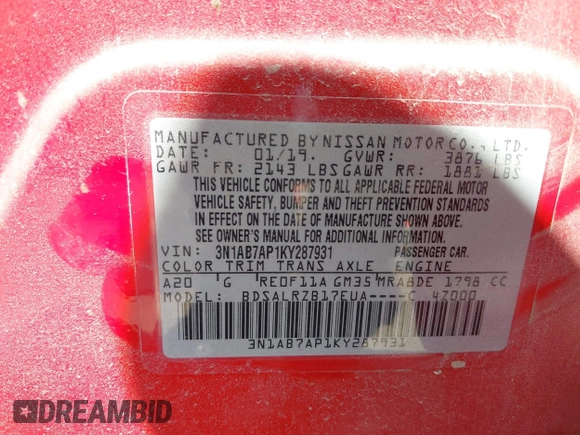 MANUFACTURED BY NISSAN MOTOR CO., LTD.
DATE: 01/19. GVWR: 3876 LBS
GAWR FR: 2143 LBS GAWR RR: 1881 LBS
THIS VEHICLE CONFORMS TO ALL APPLICABLE FEDERAL MOTOR
VEHICLE SAFETY, BUMPER AND THEFT PREVENTION STANDARDS
IN EFFECT ON THE DATE OF MANUFACTURE SHOWN ABOVE.
SEE OWNER'S MANUAL FOR ADDITIONAL INFORMATION.
VIN: 3N1AB7AP1KY287931 PASSENGER CAR.
COLOR TRIM TRANS AXLE ENGINE
A20 G RE0F11A GM35 MRA8DE 1798 CC
BDSALRZB17EUA----C 47000
3N1AB7AP1KY287931
DREAMBID